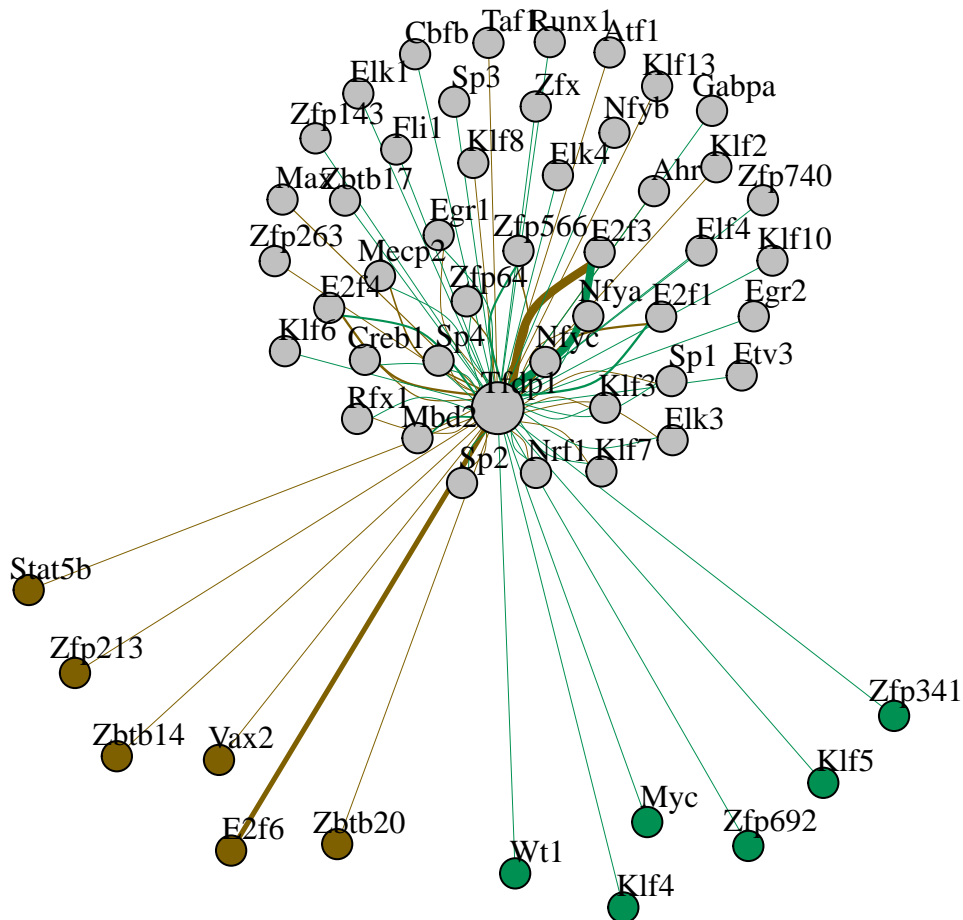 Taf1
Runx1
Cbfb
Atf1
Elk1
Sp3
Zfx
Klf13
Gabpa
Zfp143
Fli1
Klf8
Nfyb
Elk4
Klf2
Max
Zbtb17
Ahr
Zfp740
Zfp263
Mecp2
Egr1
Zfp566
E2f3
Elf4
Klf10
E2f4
Zfp64
Nfya
E2f1
Egr2
Klf6
Creb1
Sp4
Nfyc
Sp1
Etv3
Tfdp1
Rfx1
Mbd2
Klf3
Elk3
Sp2
Nrf1
Klf7
Stat5b
Zfp213
Zbtb14
Vax2
E2f6
Zbtb20
Wt1
Klf4
Myc
Zfp692
Klf5
Zfp341